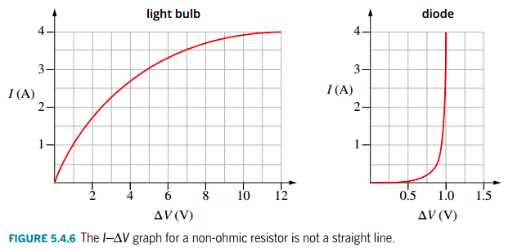 light bulb
4
3
I (A)
2
1
2 4 6 8 10 12
ΔV (V)
diode
4
3
I (A)
2
1
0.5 1.0 1.5
ΔV (V)
FIGURE 5.4.6 The I–ΔV graph for a non-ohmic resistor is not a straight line.